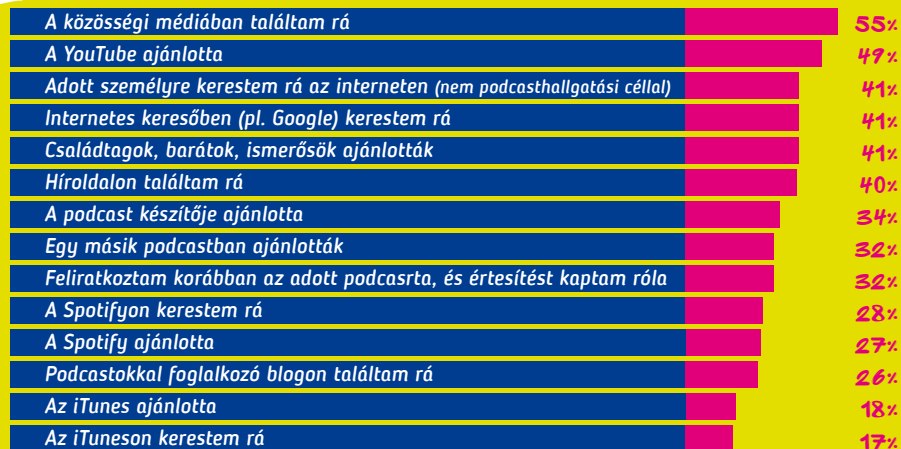 A közösségi médiában találtam rá 55%
A YouTube ajánlotta 49%
Adott személyre kerestem rá az interneten (nem podcasthallgatási céllal) 41%
Internetes keresőben (pl. Google) kerestem rá 41%
Családtagok, barátok, ismerősök ajánlották 41%
Híroldalon találtam rá 40%
A podcast készítője ajánlotta 34%
Egy másik podcastban ajánlották 32%
Feliratkoztam korábban az adott podcasrta, és értesítést kaptam róla 32%
A Spotifyon kerestem rá 28%
A Spotify ajánlotta 27%
Podcastokkal foglalkozó blogon találtam rá 26%
Az iTunes ajánlotta 18%
Az iTuneson kerestem rá 17%